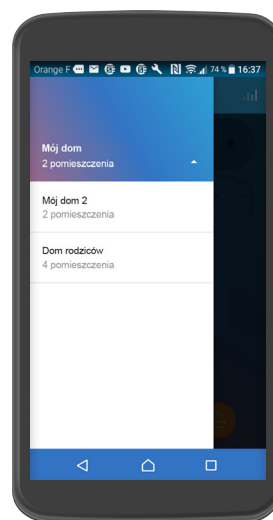 Orange F 74 % 16:37
Mój dom
2 pomieszczenia
Mój dom 2
2 pomieszczenia
Dom rodziców
4 pomieszczenia